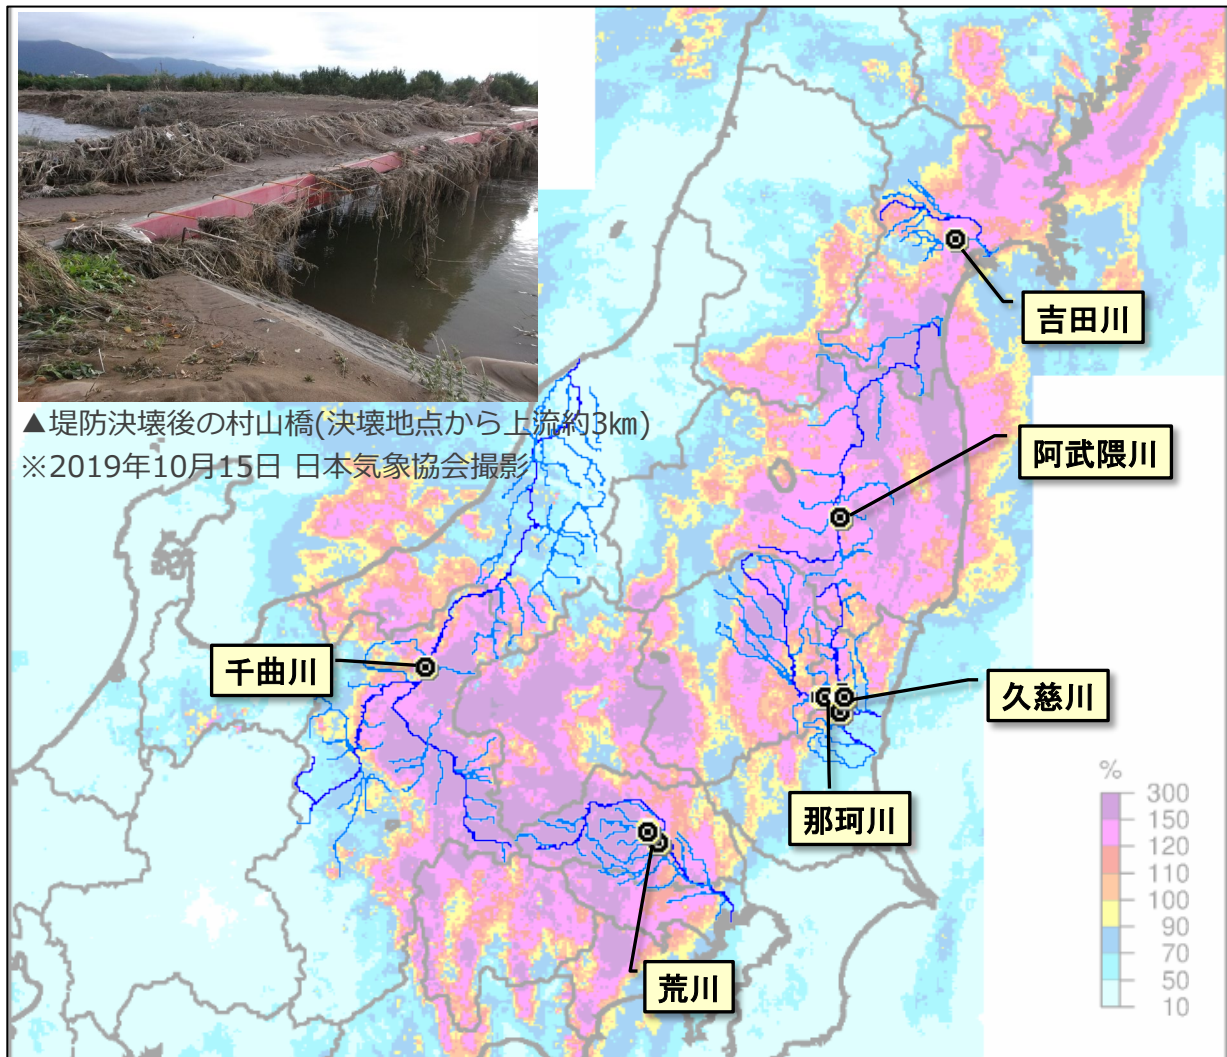 ▲堤防決壊後の村山橋(決壊地点から上流約3km)
※2019年10月15日 日本気象協会撮影
吉田川
阿武隈川
千曲川
久慈川
那珂川
荒川
%
300
150
120
110
100
90
70
50
10